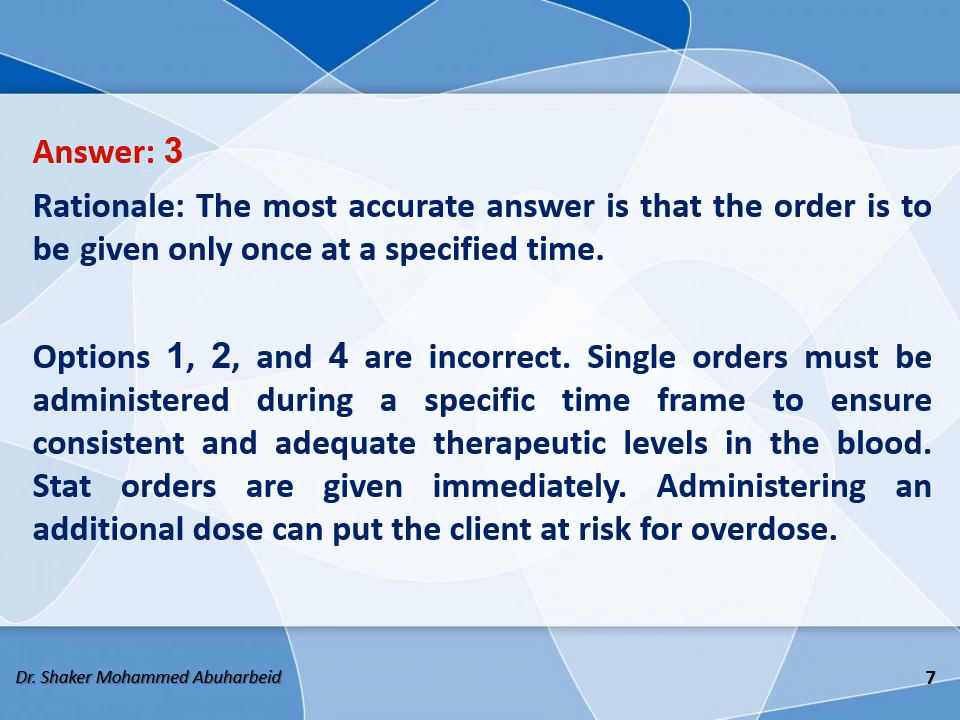 Answer: 3
Rationale: The most accurate answer is that the order is to
be given only once at a specified time.
Options 1, 2, and 4 are incorrect. Single orders must be
administered during a specific time frame to ensure
consistent and adequate therapeutic levels in the blood.
Stat orders are given immediately. Administering an
additional dose can put the client at risk for overdose.
Dr. Shaker Mohammed Abuharbeid
7